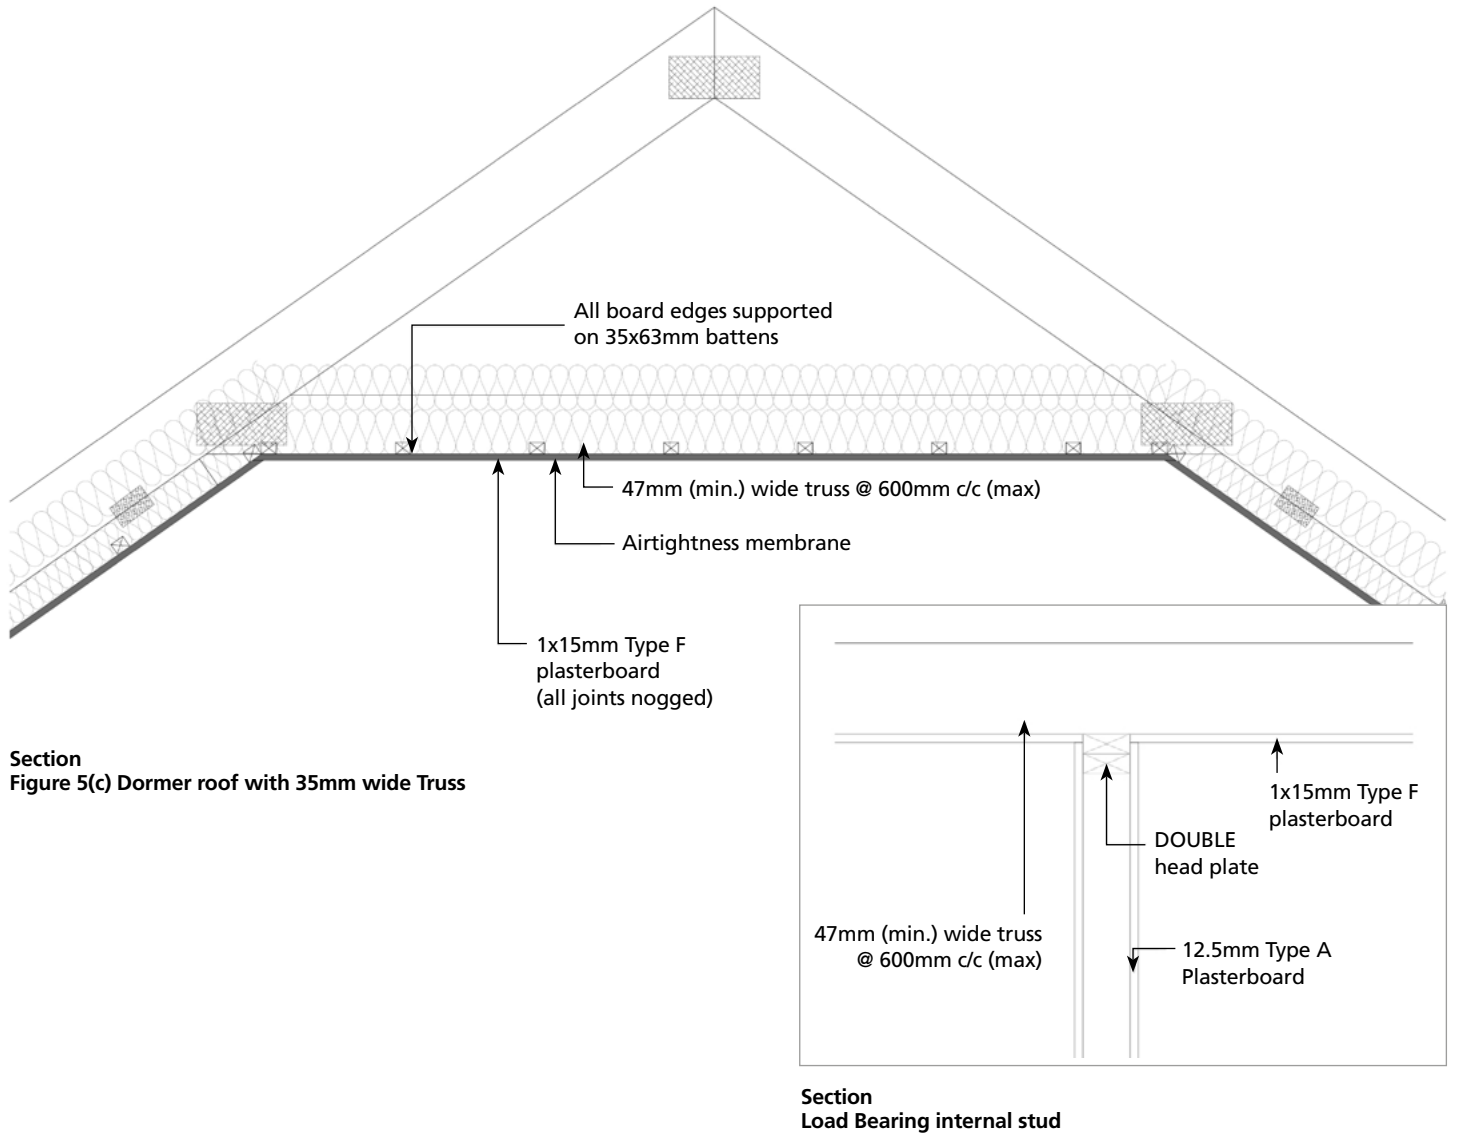 All board edges supported
on 35x63mm battens
47mm (min.) wide truss @ 600mm c/c (max)
Airtightness membrane
1x15mm Type F
plasterboard
(all joints nogged)
Section
Figure 5(c) Dormer roof with 35mm wide Truss
1x15mm Type F
plasterboard
DOUBLE
head plate
47mm (min.) wide truss
@ 600mm c/c (max)
12.5mm Type A
Plasterboard
Section
Load Bearing internal stud